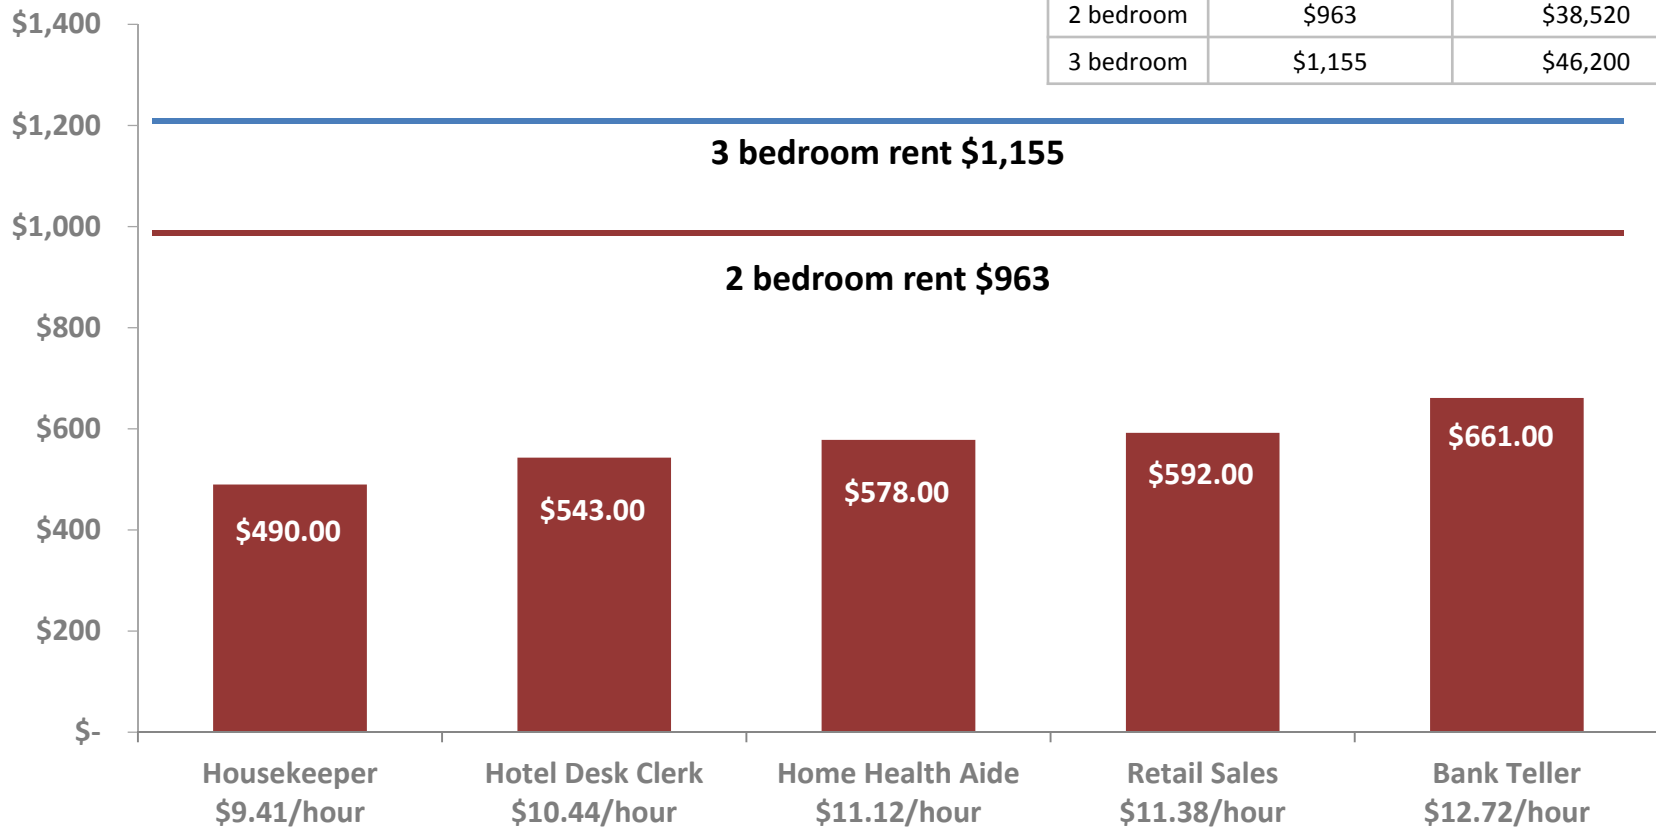 2 bedroom $963 $38,520
3 bedroom $1,155 $46,200
$1,400
$1,200
3 bedroom rent $1,155
$1,000
2 bedroom rent $963
$800
$600
$400
$200
$-
$490.00
$543.00
$578.00
$592.00
$661.00
Housekeeper
$9.41/hour
Hotel Desk Clerk
$10.44/hour
Home Health Aide
$11.12/hour
Retail Sales
$11.38/hour
Bank Teller
$12.72/hour